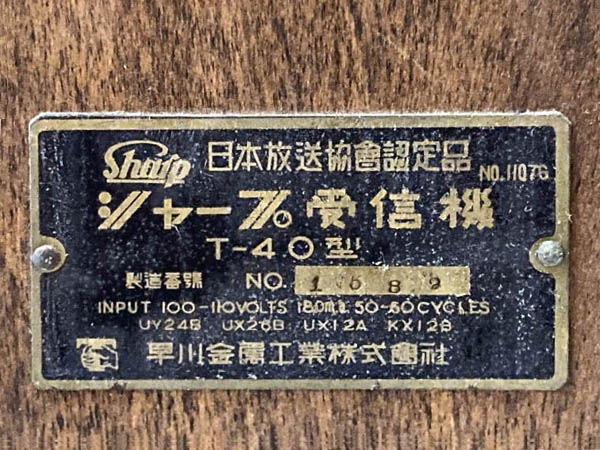 Sharp 日本放送協會認定品 NO.11076
シャープ受信機
T-40型
製造番號 NO. 1689
INPUT 100-110VOLTS 180mA 50-60CYCLES
UY24B UX26B UX12A KX12B
早川金屬工業株式會社